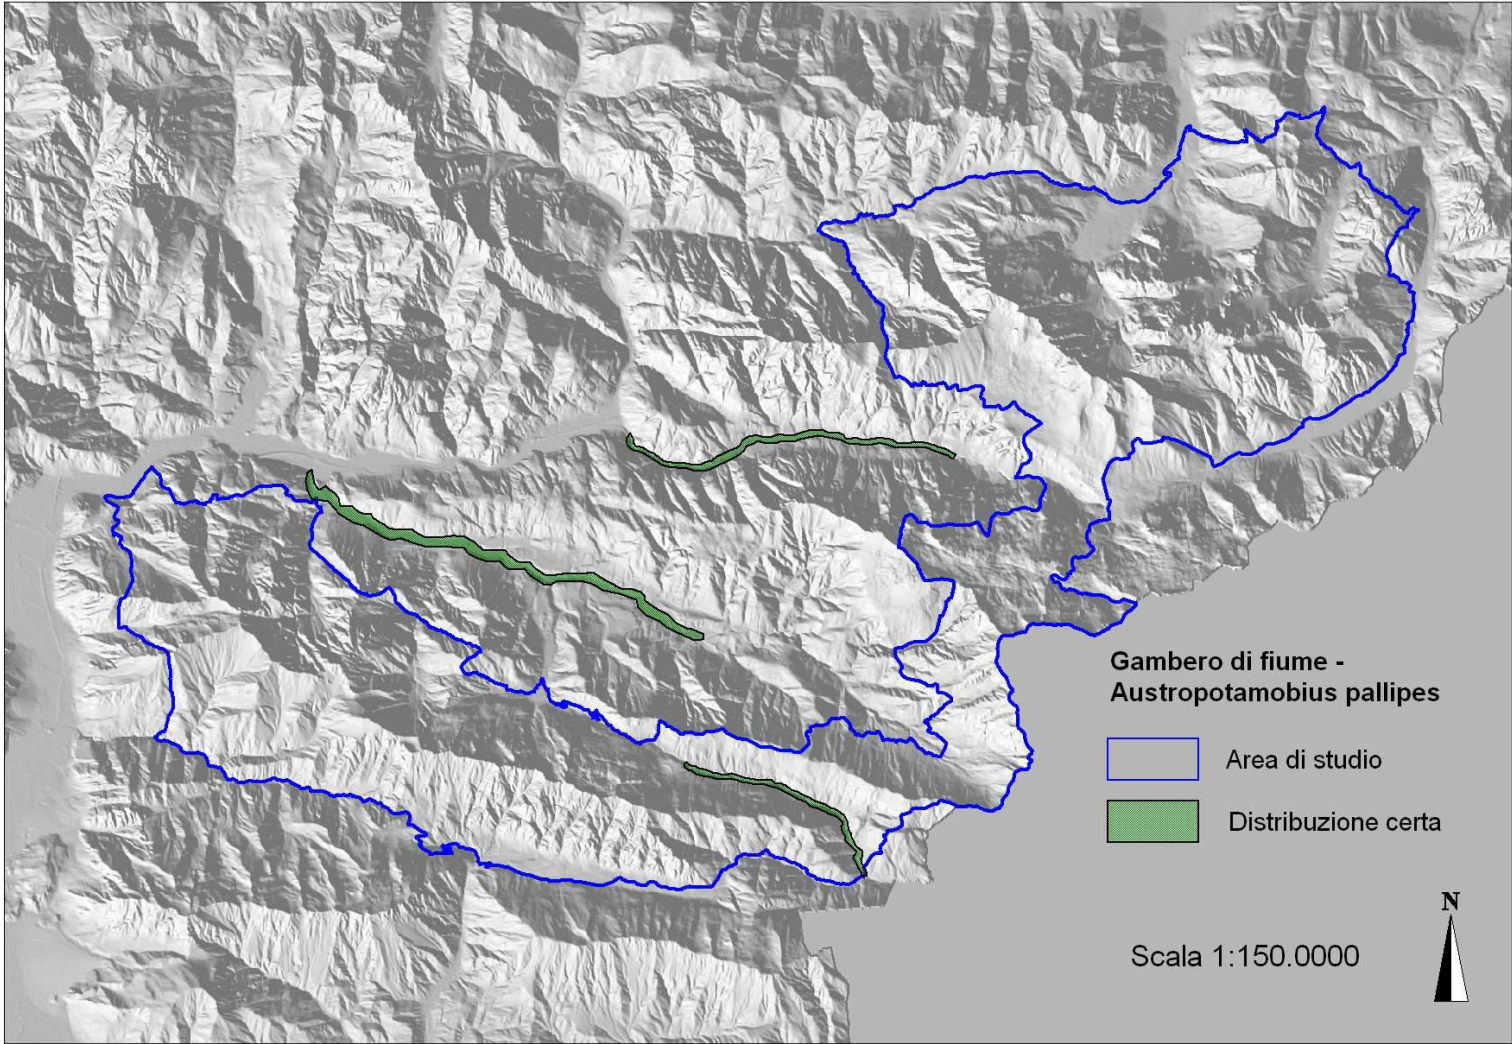 Gambero di fiume -
Austropotamobius pallipes
Area di studio
Distribuzione certa
N
Scala 1:150.0000